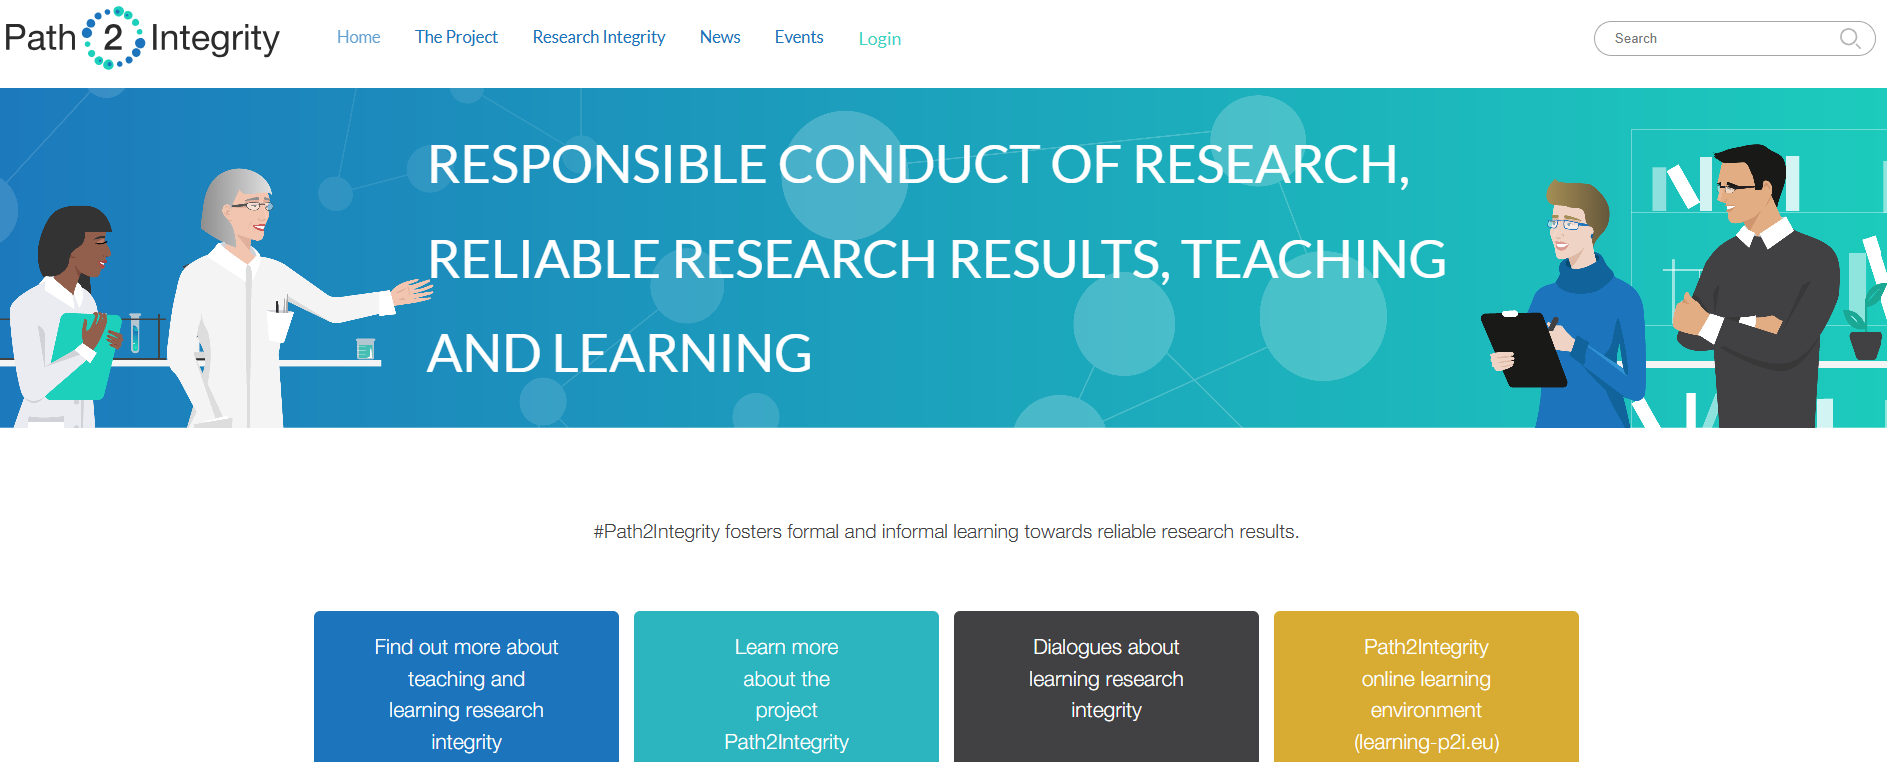 Path 2 Integrity
Home The Project Research Integrity News Events Login
Search
RESPONSIBLE CONDUCT OF RESEARCH,
RELIABLE RESEARCH RESULTS, TEACHING
AND LEARNING
#Path2Integrity fosters formal and informal learning towards reliable research results.
Find out more about
teaching and
learning research
integrity
Learn more
about the
project
Path2Integrity
Dialogues about
learning research
integrity
Path2Integrity
online learning
environment
(learning-p2i.eu)